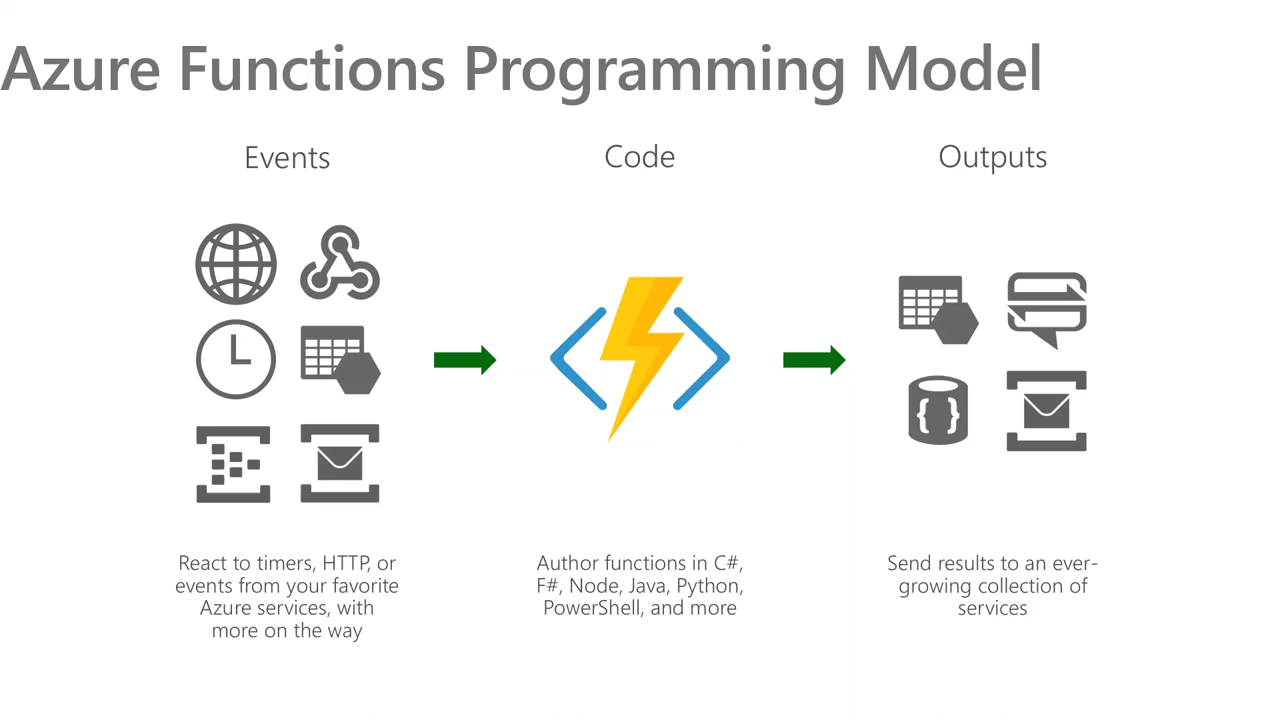 Azure Functions Programming Model
Events
Code
Outputs
React to timers, HTTP, or
events from your favorite
Azure services, with
more on the way
Author functions in C#,
F#, Node, Java, Python,
PowerShell, and more
Send results to an ever-
growing collection of
services